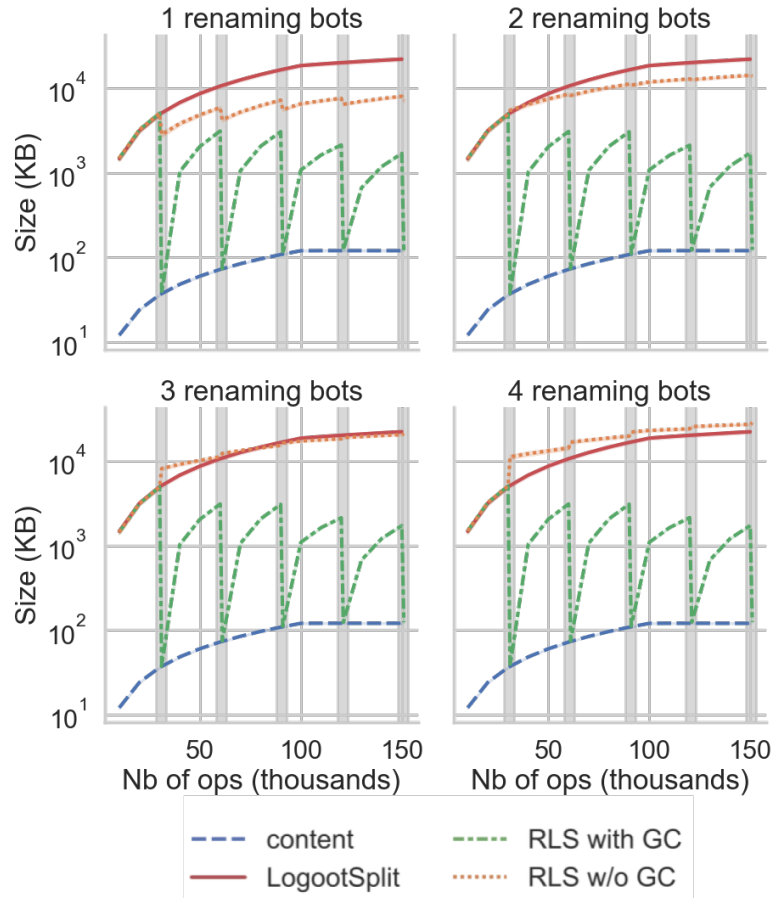 1 renaming bots
2 renaming bots
Size (KB)
10^4
10^3
10^2
10^1
3 renaming bots
4 renaming bots
Size (KB)
10^4
10^3
10^2
10^1
50
100
150
50
100
150
Nb of ops (thousands)
Nb of ops (thousands)
content
RLS with GC
LogootSplit
RLS w/o GC